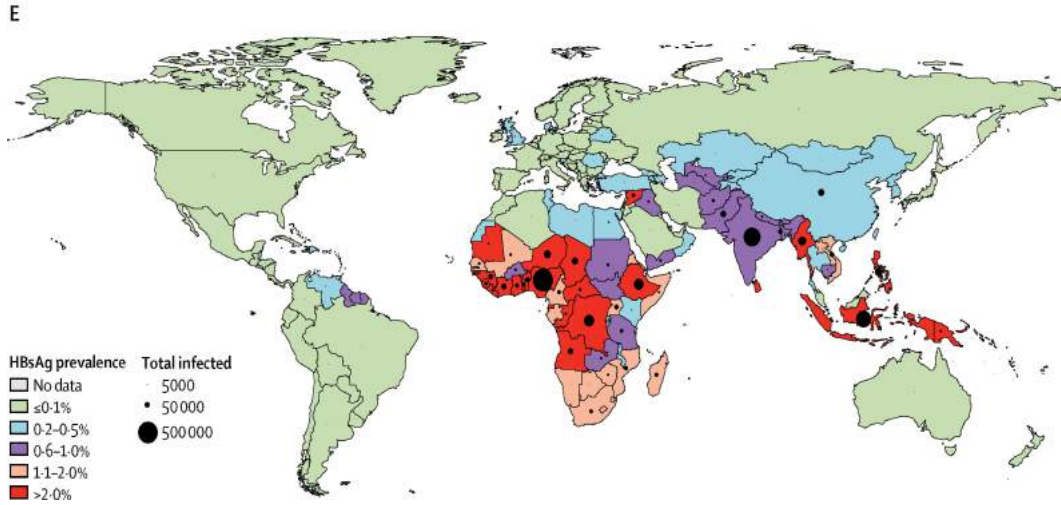 E
HBsAg prevalence
No data
≤0·1%
0·2–0·5%
0·6–1·0%
1·1–2·0%
>2·0%
Total infected
5000
50 000
500 000